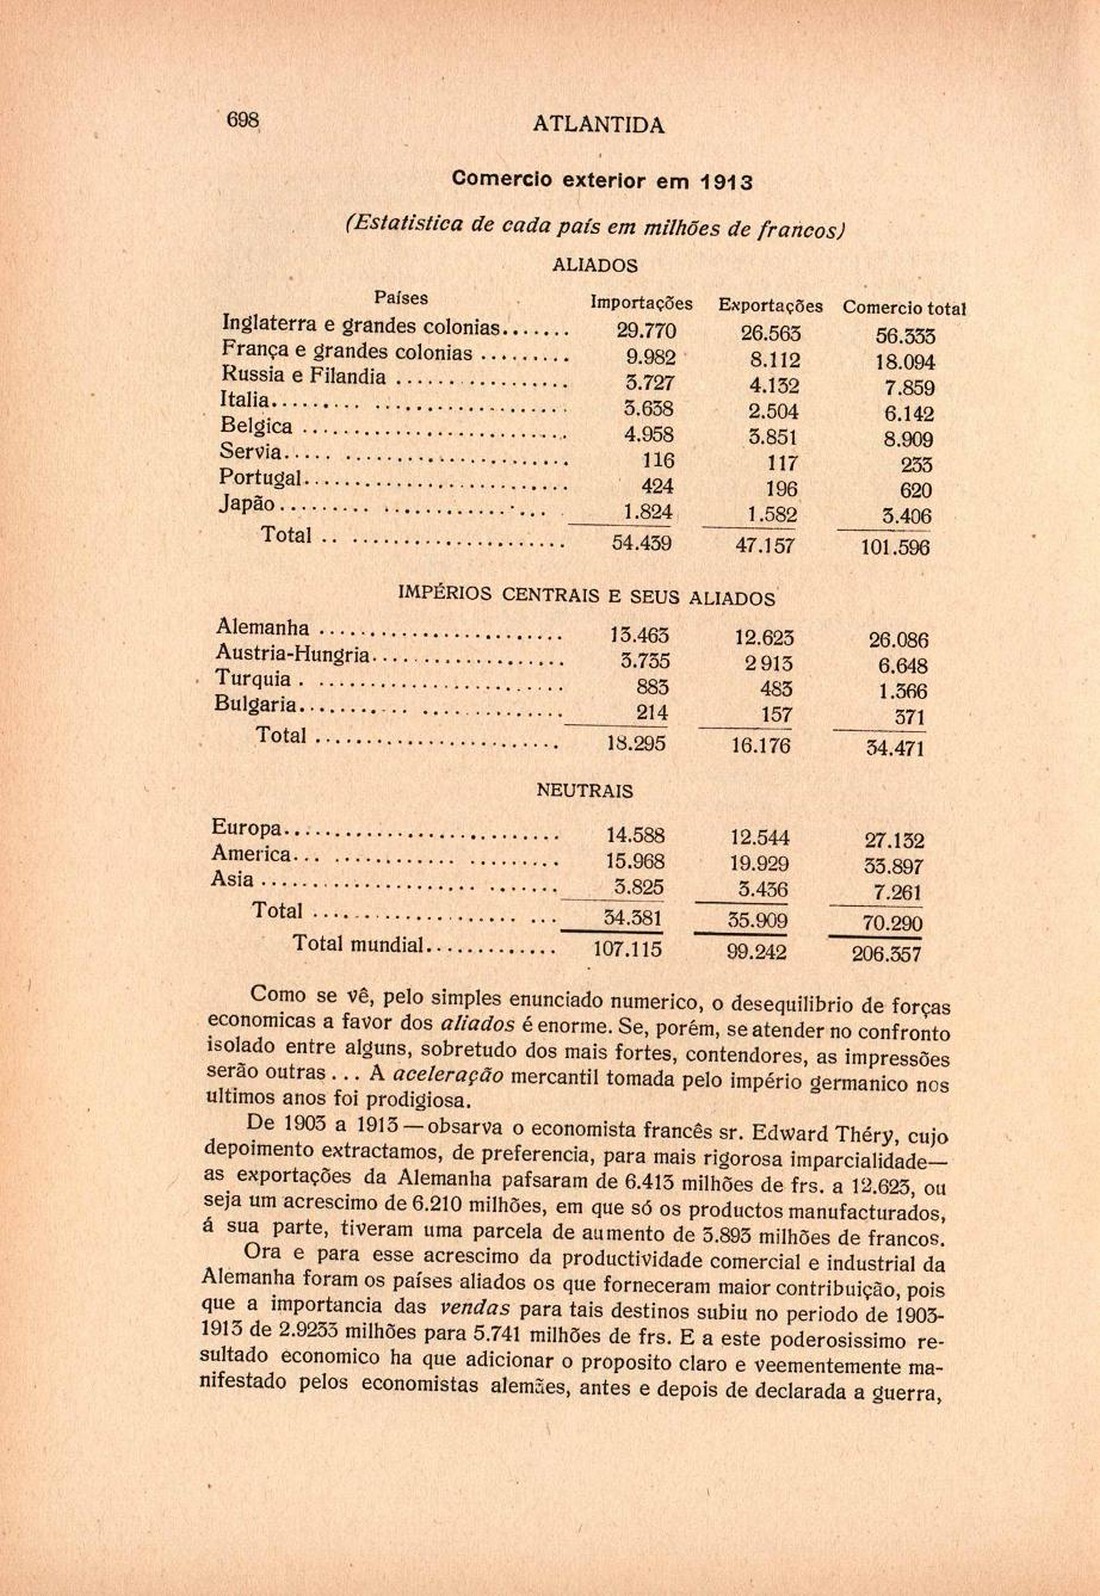 698
ATLANTIDA
Comercio exterior em 1913
(Estatistica de cada país em milhões de francos)
ALIADOS
Países Importações Exportações Comercio total
Inglaterra e grandes colonias....... 29.770 26.563 56.333
França e grandes colonias ......... 9.982 8.112 18.094
Russia e Filandia ................. 3.727 4.132 7.859
Italia......... ................... 3.638 2.504 6.142
Belgica ........................... 4.958 3.851 8.909
Servia..... ....................... 116 117 233
Portugal........................... 424 196 620
Japão......... ................ 1.824 1.582 3.406
Total .. ...................... 54.439 47.157 101.596
IMPÉRIOS CENTRAIS E SEUS ALIADOS
Alemanha ......................... 13.463 12.623 26.086
Austria-Hungria.................... 3.735 2 913 6.648
Turquia . ......................... 883 483 1.366
Bulgaria........... .............. 214 157 371
Total ......................... 18.295 16.176 34.471
NEUTRAIS
Europa............................ 14.588 12.544 27.132
America... ............ ......... 15.968 19.929 33.897
Asia ...................... ....... 3.825 3.436 7.261
Total .................... ... 34.381 35.909 70.290
Total mundial............. 107.115 99.242 206.357
Como se vê, pelo simples enunciado numerico, o desequilibrio de forças
economicas a favor dos aliados é enorme. Se, porém, se atender no confronto
isolado entre alguns, sobretudo dos mais fortes, contendores, as impressões
serão outras ... A aceleração mercantil tomada pelo império germanico nos
ultimos anos foi prodigiosa.
De 1903 a 1913—obsarva o economista francês sr. Edward Théry, cujo
depoimento extractamos, de preferencia, para mais rigorosa imparcialidade—
as exportações da Alemanha pafsaram de 6.413 milhões de frs. a 12.623, ou
seja um acrescimo de 6.210 milhões, em que só os productos manufacturados,
á sua parte, tiveram uma parcela de aumento de 3.893 milhões de francos.
Ora e para esse acrescimo da productividade comercial e industrial da
Alemanha foram os países aliados os que forneceram maior contribuição, pois
que a importancia das vendas para tais destinos subiu no periodo de 1903-
1913 de 2.9233 milhões para 5.741 milhões de frs. E a este poderosissimo re-
sultado economico ha que adicionar o proposito claro e veementemente ma-
nifestado pelos economistas alemães, antes e depois de declarada a guerra,